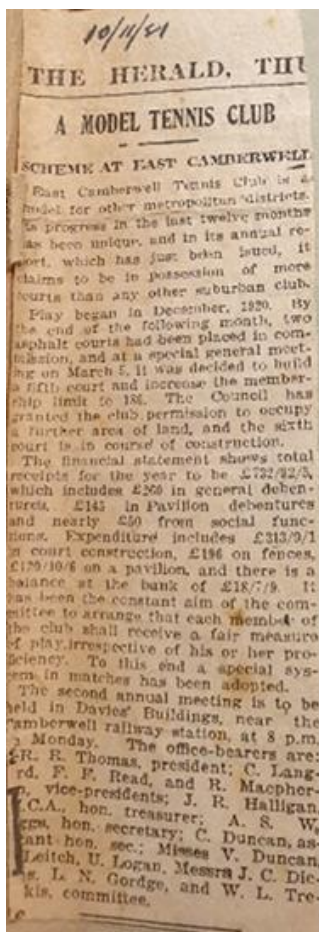 10/11/21
THE HERALD, THU
A MODEL TENNIS CLUB
SCHEME AT EAST CAMBERWELL
East Camberwell Tennis Club is a
model for other metropolitan districts.
Its progress in the last twelve months
has been unique, and in its annual re-
port, which has just been issued, it
claims to be in possession of more
courts than any other suburban club.
Play began in December, 1920. By
the end of the following month, two
asphalt courts had been placed in com-
mission, and at a special general meet-
ing on March 5, it was decided to build
a fifth court and increase the member-
ship limit to 186. The Council has
granted the club permission to occupy
a further area of land, and the sixth
court is in course of construction.
The financial statement shows total
receipts for the year to be
which includes £260 in general deben-
tures, £145 in Pavilion debentures
and nearly £50 from social func-
tions. Expenditure includes £313/9/1
in court construction, £196 on fences,
£179/10/6 on a pavilion, and there is a
balance at the bank of £18/7/9. It
has been the constant aim of the com-
mittee to arrange that each member of
the club shall receive a fair measure
of play, irrespective of his or her pro-
ficiency. To this end a special sys-
tem in matches has been adopted.
The second annual meeting is to be
held in Davies' Buildings, near the
Camberwell railway station, at 8 p.m.
Monday. The office-bearers are:
R. R. Thomas, president; C. Lang-
rd, F. F. Read, and R. Macpher-
n, vice-presidents; J. R. Halligan,
C.A., hon. treasurer; A. S. W.
ggs, hon. secretary; C. Duncan, as-
ant hon. sec.; Misses V. Duncan,
Leitch, U. Logan, Messrs J. C. Dic-
s, L. N. Gordge, and W. L. Tre-
kis, committee.